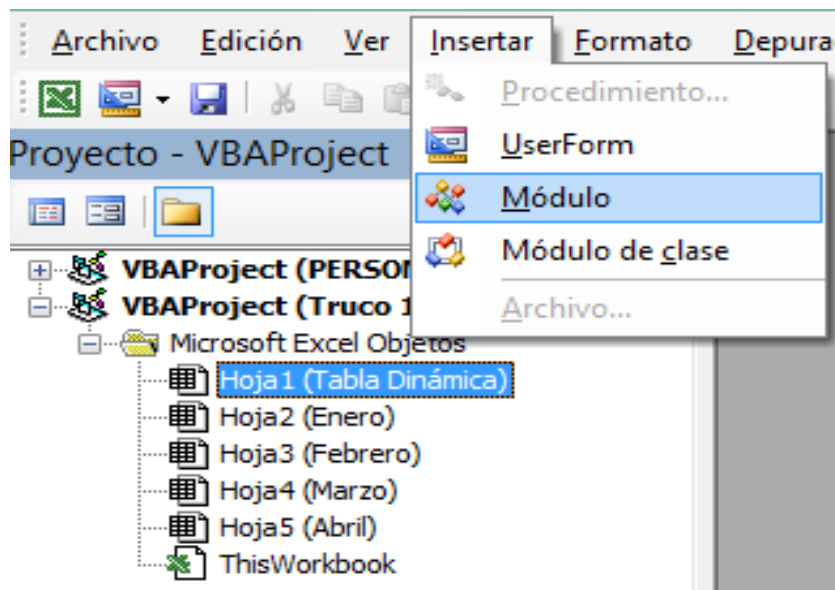 Archivo Edición Ver Insertar Formato Depura
Procedimiento...
Proyecto - VBAProject
UserForm
Módulo
Módulo de clase
VBAProject (PERSON
VBAProject (Truco 1
Archivo...
Microsoft Excel Objetos
Hoja1 (Tabla Dinámica)
Hoja2 (Enero)
Hoja3 (Febrero)
Hoja4 (Marzo)
Hoja5 (Abril)
ThisWorkbook